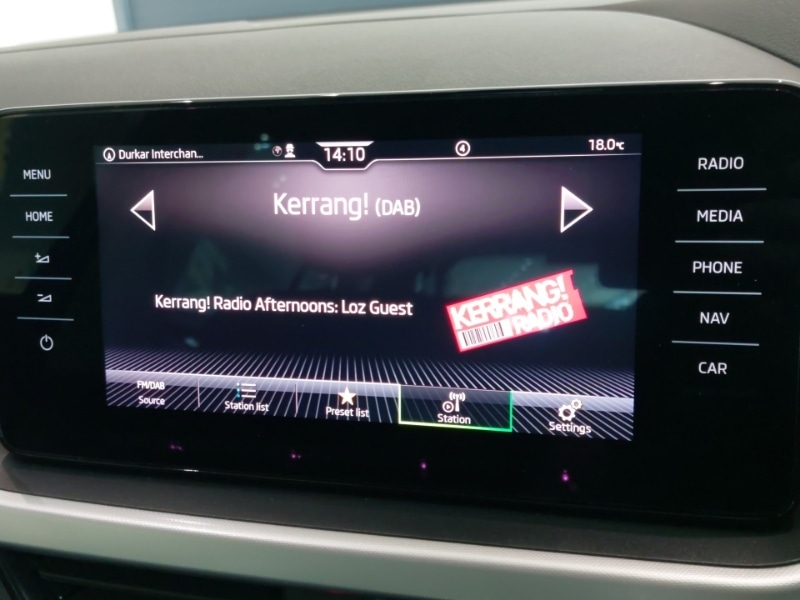 Durkar Interchan...
14:10
4
18.0°C
MENU
HOME
RADIO
MEDIA
PHONE
NAV
CAR
Kerrang! (DAB)
Kerrang! Radio Afternoons: Loz Guest
KERRANG!
RADIO
FM/DAB
Source
Station list
Preset list
Station
Settings